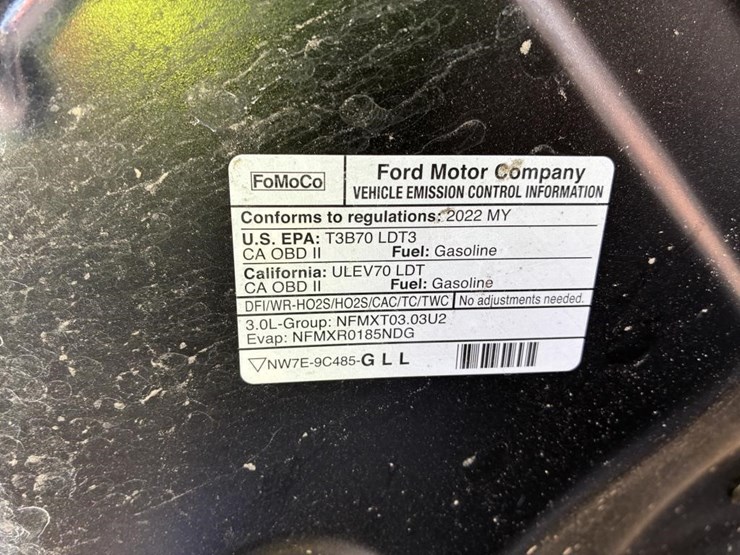 FoMoCo
Ford Motor Company
VEHICLE EMISSION CONTROL INFORMATION
Conforms to regulations: 2022 MY
U.S. EPA: T3B70 LDT3
CA OBD II Fuel: Gasoline
California: ULEV70 LDT
CA OBD II Fuel: Gasoline
DFI/WR-HO2S/HO2S/CAC/TC/TWC No adjustments needed.
3.0L-Group: NFMXT03.03U2
Evap: NFMXR0185NDG
▽NW7E-9C485-G L L